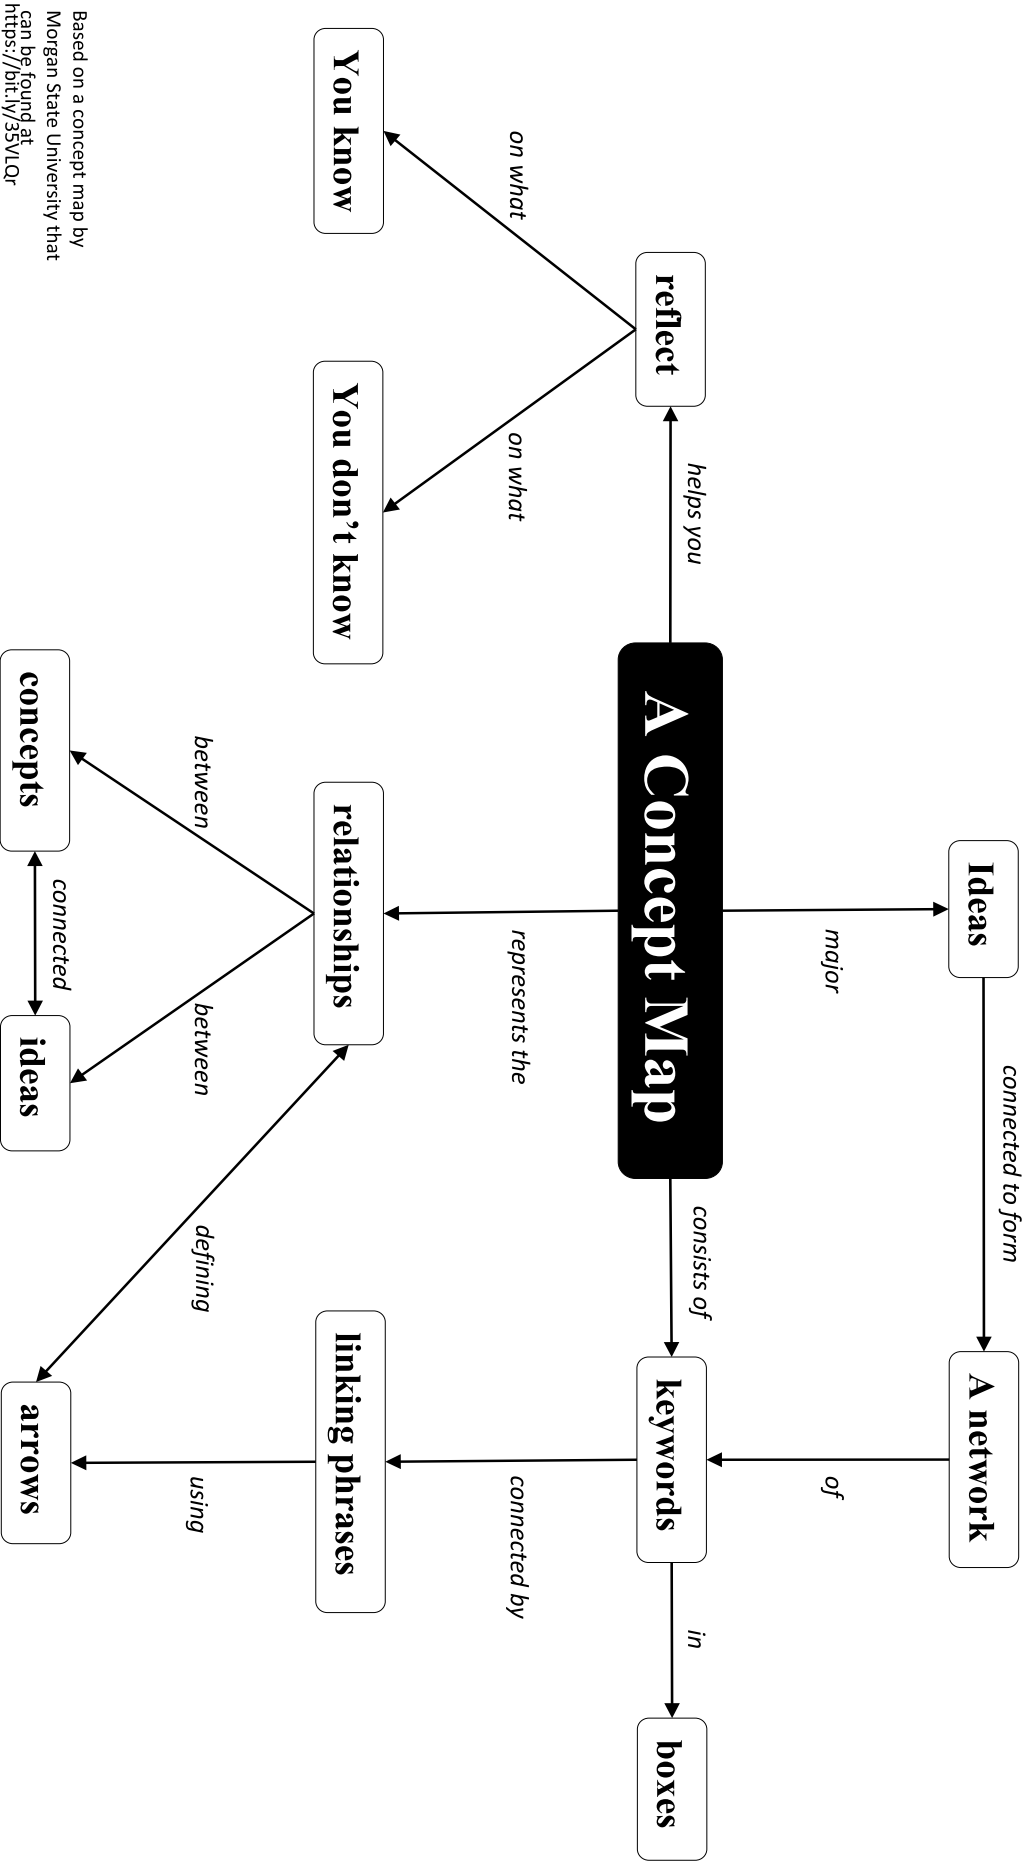 Ideas
connected to form
A network
major
of
helps you
consists of
in
reflect
A Concept Map
keywords
boxes
on what
on what
represents the
connected by
You know
You don’t know
relationships
linking phrases
between
between
defining
using
connected
concepts
ideas
arrows
Based on a concept map by
Morgan State University that
can be found at
https://bit.ly/35VLQr